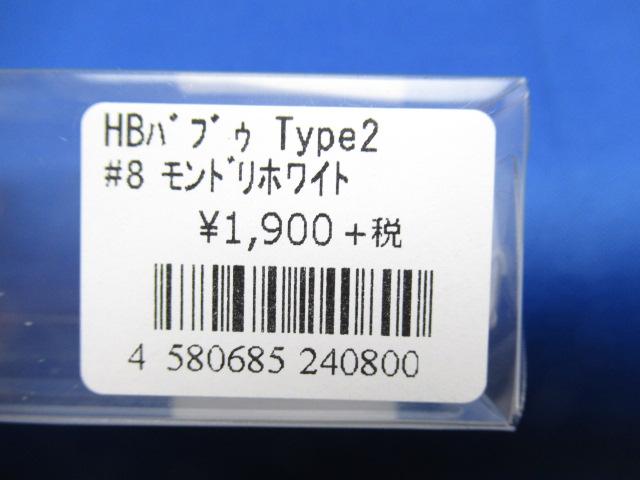 HBﾊﾞﾌﾞｩ Type2
#8 ﾓﾝﾄﾞﾘﾎﾜｲﾄ
¥1,900+税
4 580685 240800